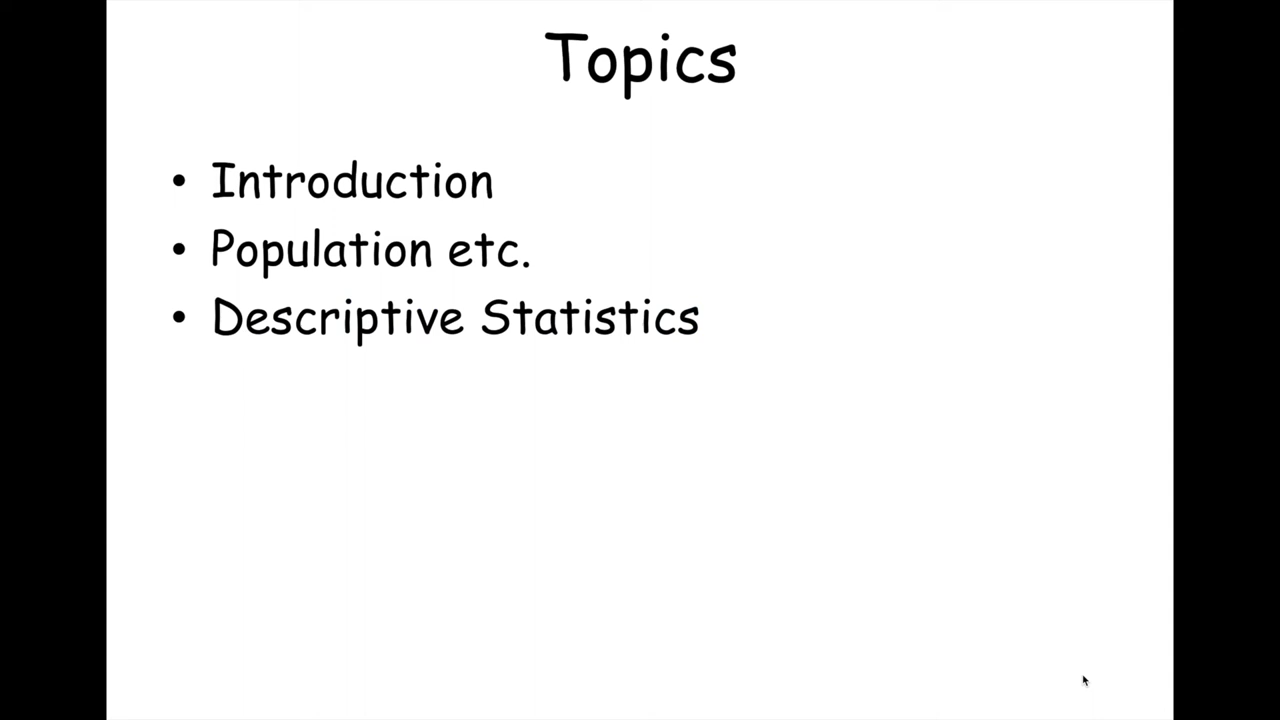 Topics
• Introduction
• Population etc.
• Descriptive Statistics